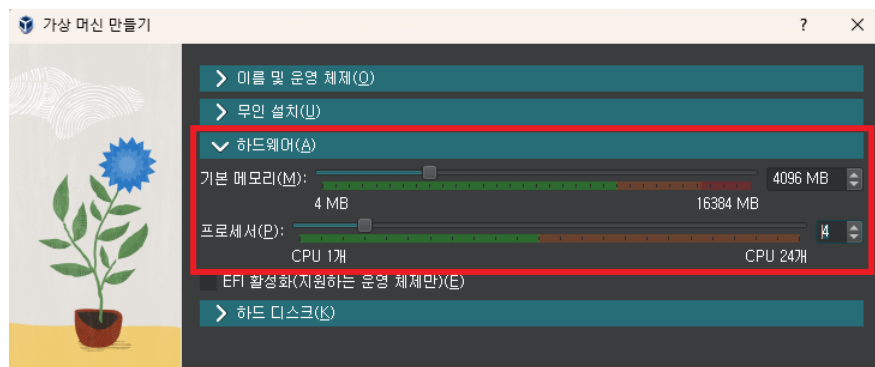 가상 머신 만들기 ? ×
이름 및 운영 체제(O)
무인 설치(U)
하드웨어(A)
기본 메모리(M): 4096 MB
4 MB 16384 MB
프로세서(P): 4
CPU 1개 CPU 24개
EFI 활성화(지원하는 운영 체제만)(E)
하드 디스크(K)